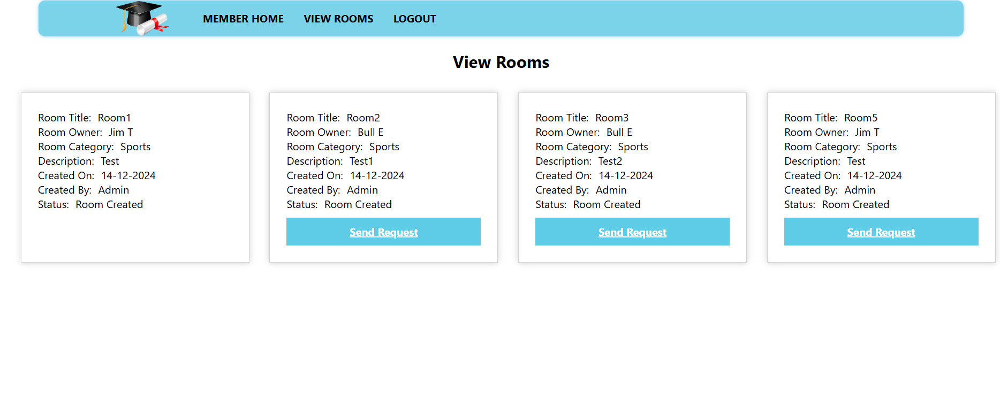 MEMBER HOME VIEW ROOMS LOGOUT
View Rooms
Room Title: Room1
Room Owner: Jim T
Room Category: Sports
Description: Test
Created On: 14-12-2024
Created By: Admin
Status: Room Created
Room Title: Room2
Room Owner: Bull E
Room Category: Sports
Description: Test1
Created On: 14-12-2024
Created By: Admin
Status: Room Created
Send Request
Room Title: Room3
Room Owner: Bull E
Room Category: Sports
Description: Test2
Created On: 14-12-2024
Created By: Admin
Status: Room Created
Send Request
Room Title: Room5
Room Owner: Jim T
Room Category: Sports
Description: Test
Created On: 14-12-2024
Created By: Admin
Status: Room Created
Send Request